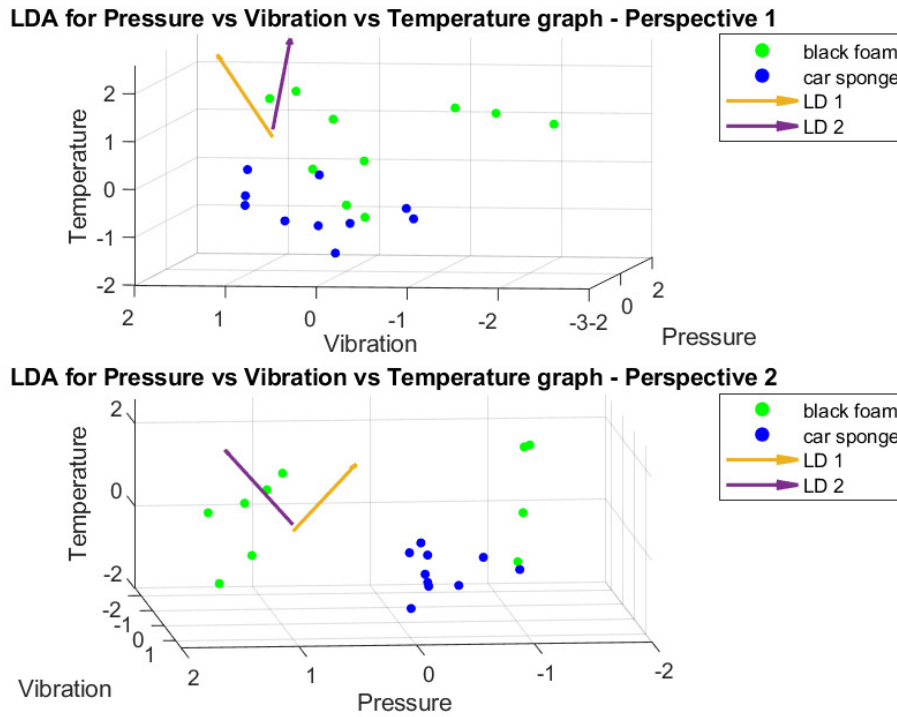 LDA for Pressure vs Vibration vs Temperature graph - Perspective 1
black foam
car sponge
LD 1
LD 2
Temperature
2
1
0
-1
-2
2
1
0
-1
-2
-3
-2
0
2
Vibration
Pressure
LDA for Pressure vs Vibration vs Temperature graph - Perspective 2
black foam
car sponge
LD 1
LD 2
Temperature
2
0
-2
-2
-1
0
1
2
1
0
-1
-2
Vibration
Pressure